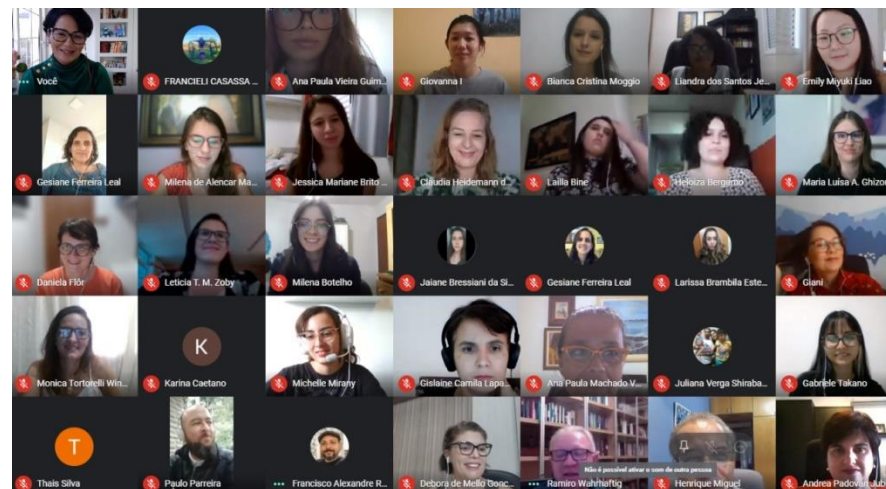 Você
FRANCIELI CASASSA ...
Ana Paula Vieira Guim...
Giovanna I
Bianca Cristina Moggio
Liandra dos Santos Je...
Emily Miyuki Liao
Gesiane Ferreira Leal
Milena de Alencar Ma...
Jessica Mariane Brito ...
Claudia Heidemann d...
Lailla Bine
Heloiza Bergamo
Maria Luisa A. Ghizon
Daniela Flôr
Leticia T. M. Zoby
Milena Botelho
Jaiane Bressiani da Si...
Gesiane Ferreira Leal
Larissa Brambila Este...
Giani
Monica Tortorelli Win...
K
Karina Caetano
Michelle Mirany
Gislaine Camila Lapa...
Ana Paula Machado V...
Juliana Verga Shiraba...
Gabriele Takano
T
Thais Silva
Paulo Parreira
Francisco Alexandre R...
Debora de Mello Gonc...
Ramiro Wahrhaftig
Não é possível ativar o som de outra pessoa
Henrique Miguel
Andrea Padovan Jub